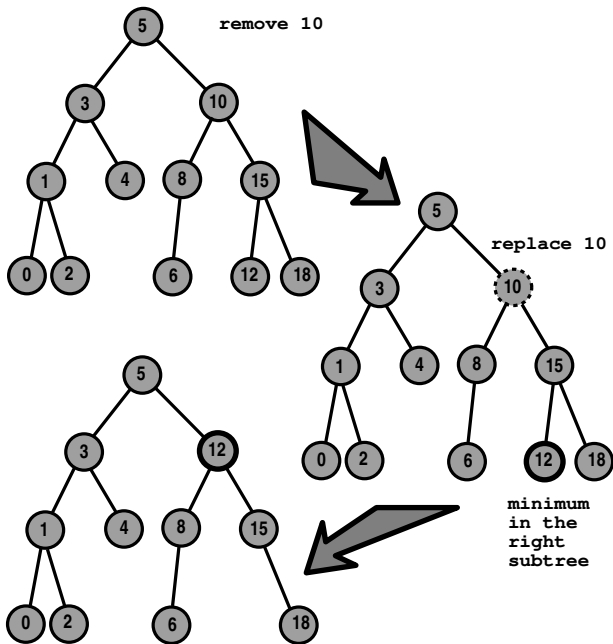 5
remove 10
3 10
1 4 8 15
0 2 6 12 18
5
replace 10
3 10
1 4 8 15
0 2 6 12 18
minimum
in the
right
subtree
5
3 12
1 4 8 15
0 2 6 18